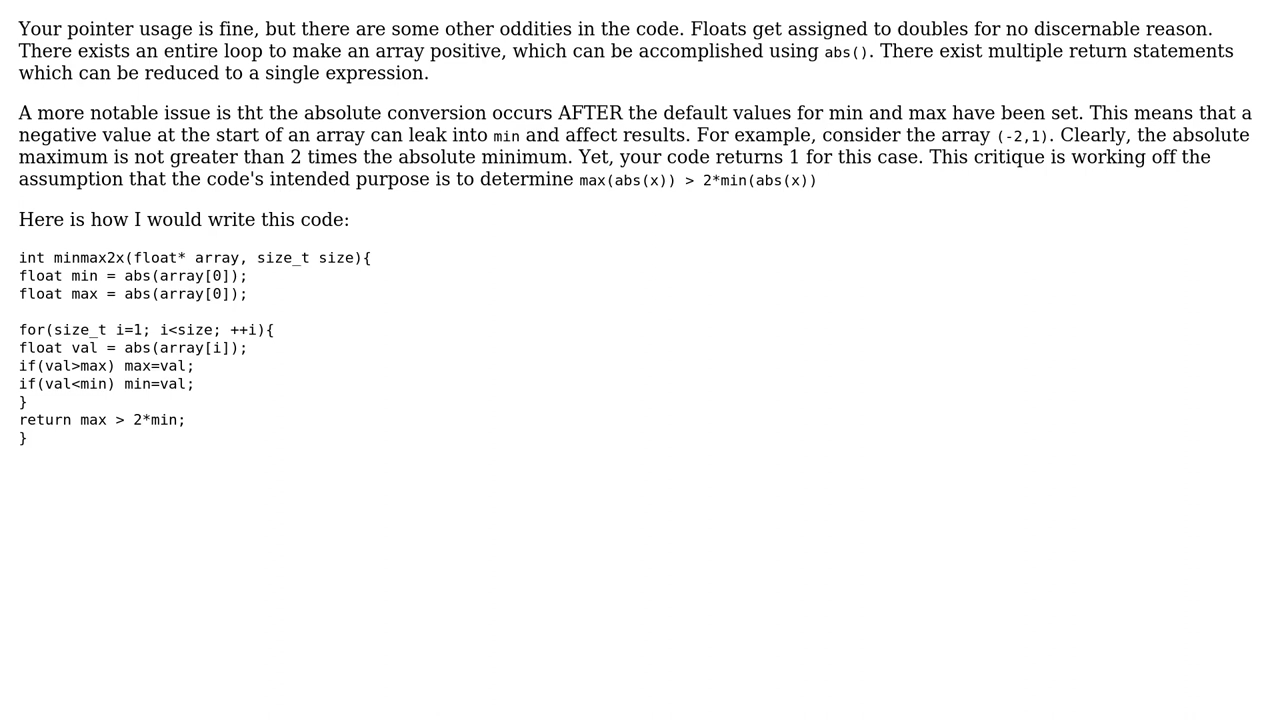 Your pointer usage is fine, but there are some other oddities in the code. Floats get assigned to doubles for no discernable reason.
There exists an entire loop to make an array positive, which can be accomplished using abs(). There exist multiple return statements
which can be reduced to a single expression.
A more notable issue is tht the absolute conversion occurs AFTER the default values for min and max have been set. This means that a
negative value at the start of an array can leak into min and affect results. For example, consider the array (-2,1). Clearly, the absolute
maximum is not greater than 2 times the absolute minimum. Yet, your code returns 1 for this case. This critique is working off the
assumption that the code's intended purpose is to determine max(abs(x)) > 2*min(abs(x))
Here is how I would write this code:
int minmax2x(float* array, size_t size){
float min = abs(array[0]);
float max = abs(array[0]);
for(size_t i=1; i<size; ++i){
float val = abs(array[i]);
if(val>max) max=val;
if(val<min) min=val;
}
return max > 2*min;
}